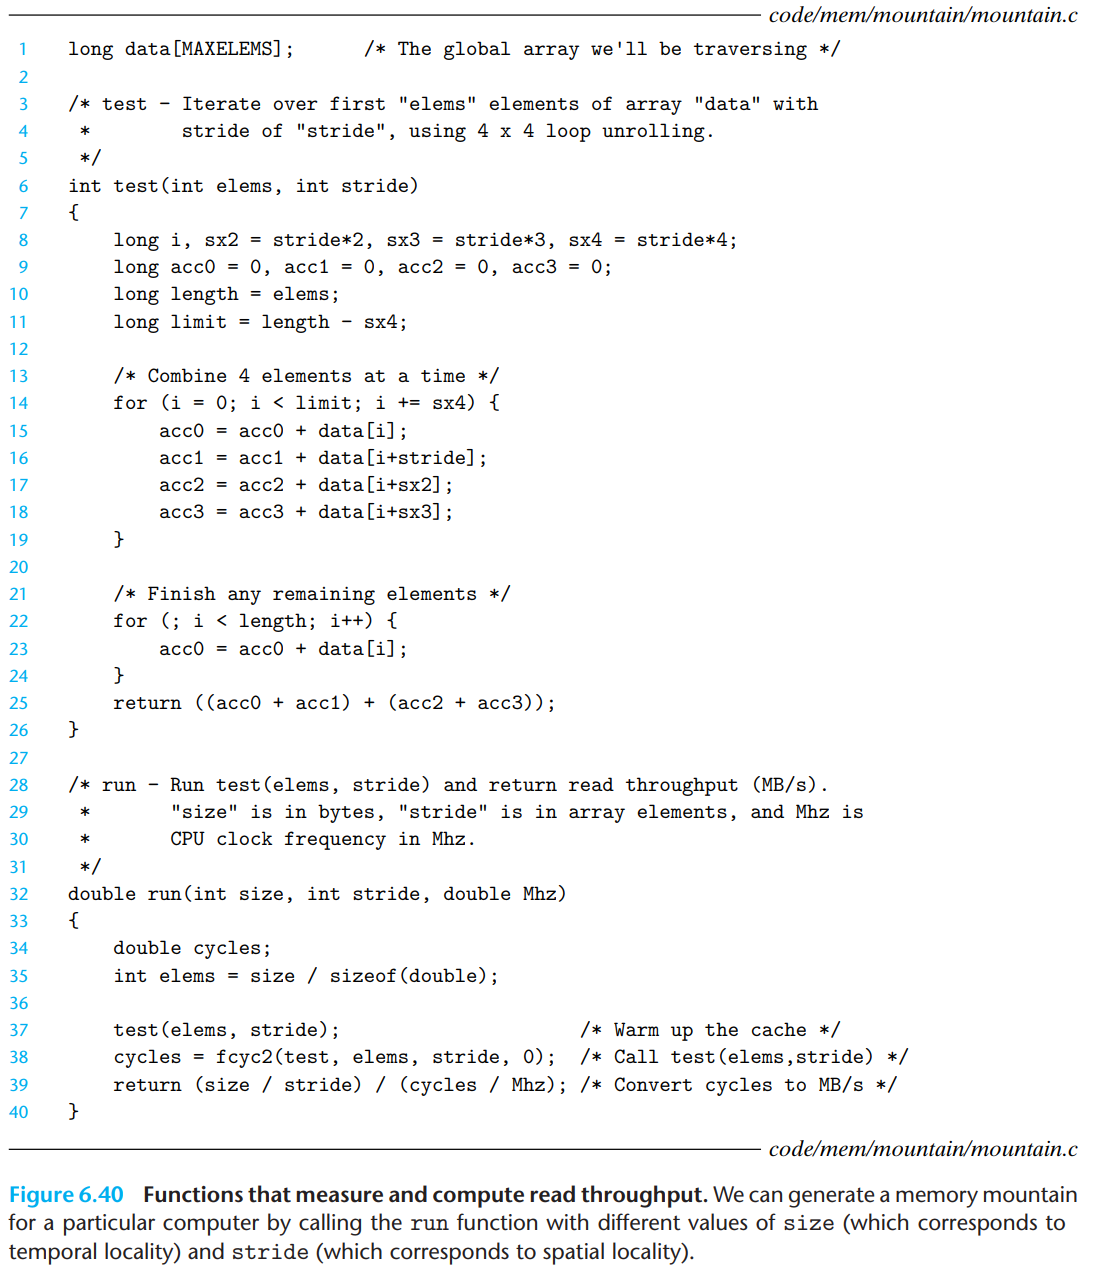 code/mem/mountain/mountain.c
1 long data[MAXELEMS]; /* The global array we'll be traversing */
2
3 /* test - Iterate over first "elems" elements of array "data" with
4 * stride of "stride", using 4 x 4 loop unrolling.
5 */
6 int test(int elems, int stride)
7 {
8 long i, sx2 = stride*2, sx3 = stride*3, sx4 = stride*4;
9 long acc0 = 0, acc1 = 0, acc2 = 0, acc3 = 0;
10 long length = elems;
11 long limit = length - sx4;
12
13 /* Combine 4 elements at a time */
14 for (i = 0; i < limit; i += sx4) {
15 acc0 = acc0 + data[i];
16 acc1 = acc1 + data[i+stride];
17 acc2 = acc2 + data[i+sx2];
18 acc3 = acc3 + data[i+sx3];
19 }
20
21 /* Finish any remaining elements */
22 for (; i < length; i++) {
23 acc0 = acc0 + data[i];
24 }
25 return ((acc0 + acc1) + (acc2 + acc3));
26 }
27
28 /* run - Run test(elems, stride) and return read throughput (MB/s).
29 * "size" is in bytes, "stride" is in array elements, and Mhz is
30 * CPU clock frequency in Mhz.
31 */
32 double run(int size, int stride, double Mhz)
33 {
34 double cycles;
35 int elems = size / sizeof(double);
36
37 test(elems, stride); /* Warm up the cache */
38 cycles = fcyc2(test, elems, stride, 0); /* Call test(elems,stride) */
39 return (size / stride) / (cycles / Mhz); /* Convert cycles to MB/s */
40 }
code/mem/mountain/mountain.c
Figure 6.40 Functions that measure and compute read throughput. We can generate a memory mountain
for a particular computer by calling the run function with different values of size (which corresponds to
temporal locality) and stride (which corresponds to spatial locality).